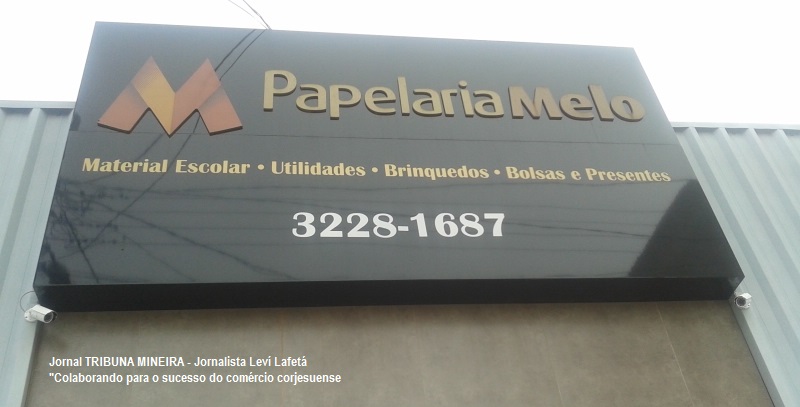 Papelaria Melo
Material Escolar • Utilidades • Brinquedos • Bolsas e Presentes
3228-1687
Jornal TRIBUNA MINEIRA - Jornalista Levi Lafetá
"Colaborando para o sucesso do comércio corjesuense